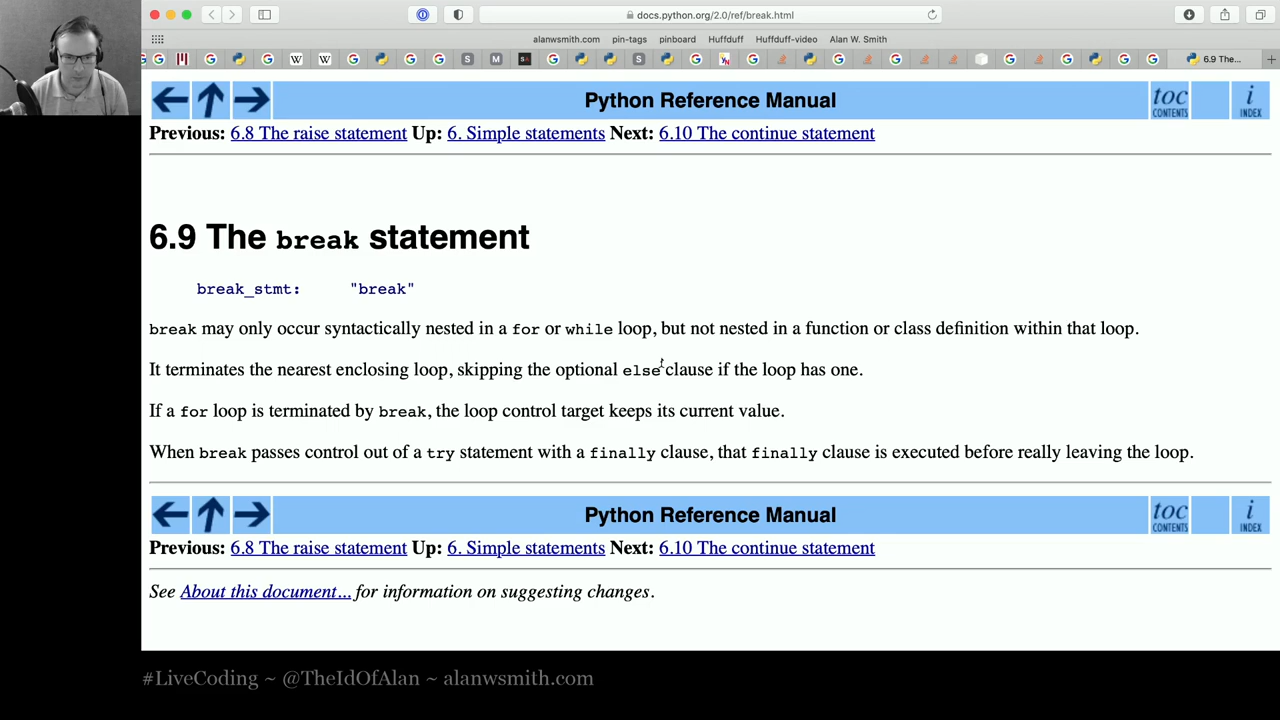 docs.python.org/2.0/ref/break.html
alanwsmith.com pin-tags pinboard Huffduff Huffduff-video Alan W. Smith
6.9 The...
Python Reference Manual
toc CONTENTS
i INDEX
Previous: 6.8 The raise statement Up: 6. Simple statements Next: 6.10 The continue statement
6.9 The break statement
break_stmt: "break"
break may only occur syntactically nested in a for or while loop, but not nested in a function or class definition within that loop.
It terminates the nearest enclosing loop, skipping the optional else clause if the loop has one.
If a for loop is terminated by break, the loop control target keeps its current value.
When break passes control out of a try statement with a finally clause, that finally clause is executed before really leaving the loop.
Python Reference Manual
toc CONTENTS
i INDEX
Previous: 6.8 The raise statement Up: 6. Simple statements Next: 6.10 The continue statement
See About this document... for information on suggesting changes.
#LiveCoding ~ @TheIdOfAlan ~ alanwsmith.com